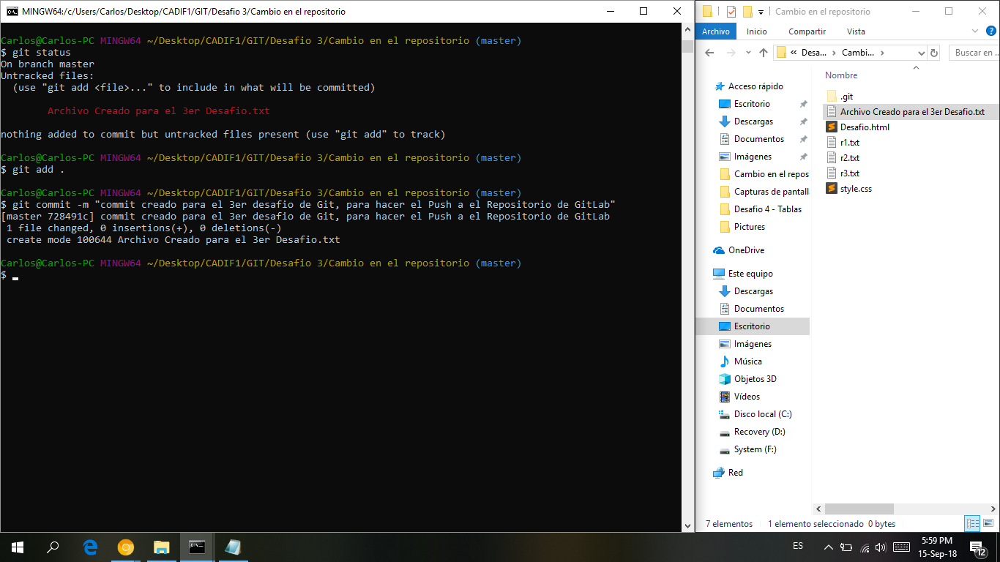 MINGW64:/c/Users/Carlos/Desktop/CADIF1/GIT/Desafio 3/Cambio en el repositorio
Carlos@Carlos-PC MINGW64 ~/Desktop/CADIF1/GIT/Desafio 3/Cambio en el repositorio (master)
$ git status
On branch master
Untracked files:
  (use "git add <file>..." to include in what will be committed)
        Archivo Creado para el 3er Desafio.txt
nothing added to commit but untracked files present (use "git add" to track)
Carlos@Carlos-PC MINGW64 ~/Desktop/CADIF1/GIT/Desafio 3/Cambio en el repositorio (master)
$ git add .
Carlos@Carlos-PC MINGW64 ~/Desktop/CADIF1/GIT/Desafio 3/Cambio en el repositorio (master)
$ git commit -m "commit creado para el 3er desafio de Git, para hacer el Push a el Repositorio de GitLab"
[master 728491c] commit creado para el 3er desafio de Git, para hacer el Push a el Repositorio de GitLab
 1 file changed, 0 insertions(+), 0 deletions(-)
 create mode 100644 Archivo Creado para el 3er Desafio.txt
Carlos@Carlos-PC MINGW64 ~/Desktop/CADIF1/GIT/Desafio 3/Cambio en el repositorio (master)
$
Cambio en el repositorio
Archivo Inicio Compartir Vista
« Desa... > Cambi... >
Buscar en ...
Acceso rápido
Escritorio
Descargas
Documentos
Imágenes
Cambio en el repos
Capturas de pantall
Desafio 4 - Tablas
Pictures
OneDrive
Este equipo
Descargas
Documentos
Escritorio
Imágenes
Música
Objetos 3D
Vídeos
Disco local (C:)
Recovery (D:)
System (F:)
Red
Nombre
.git
Archivo Creado para el 3er Desafio.txt
Desafio.html
r1.txt
r2.txt
r3.txt
style.css
7 elementos
1 elemento seleccionado 0 bytes
ES
5:59 PM
15-Sep-18
12